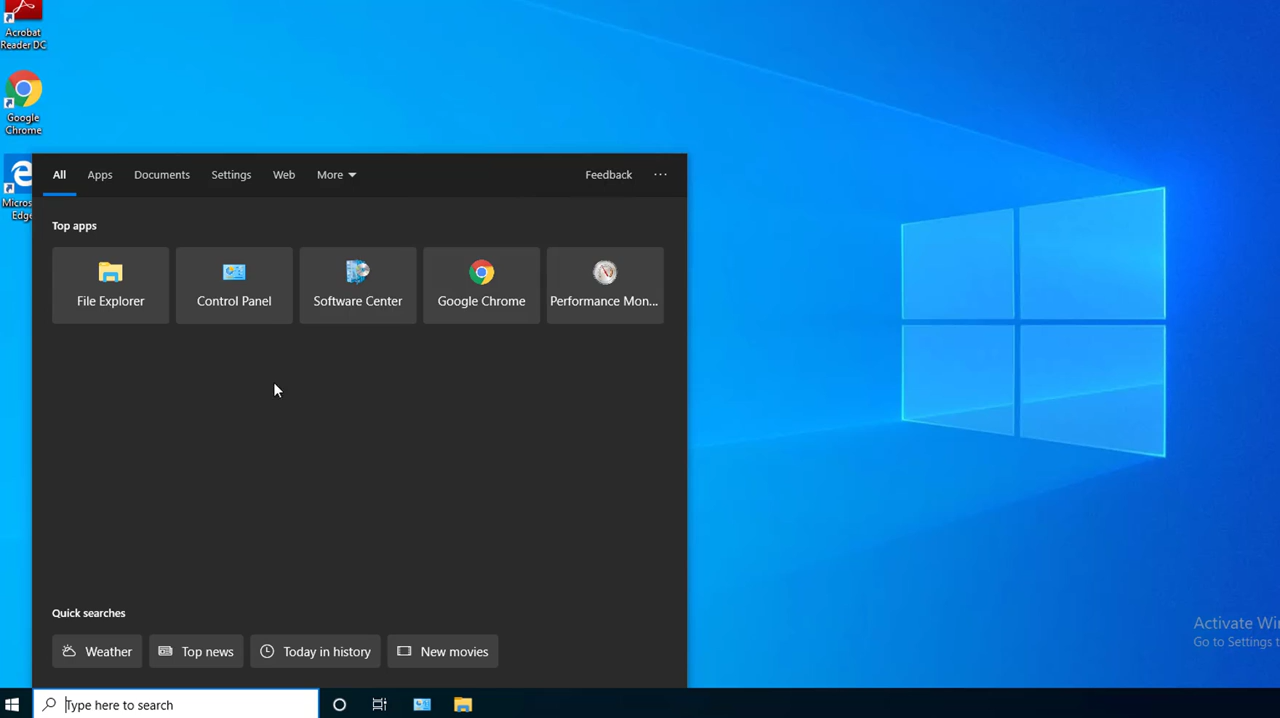 Acrobat
Reader DC
Google
Chrome
Edge
All Apps Documents Settings Web More Feedback
Top apps
File Explorer Control Panel Software Center Google Chrome Performance Mon...
Quick searches
Weather Top news Today in history New movies
Activate
Go to Settings
Type here to search